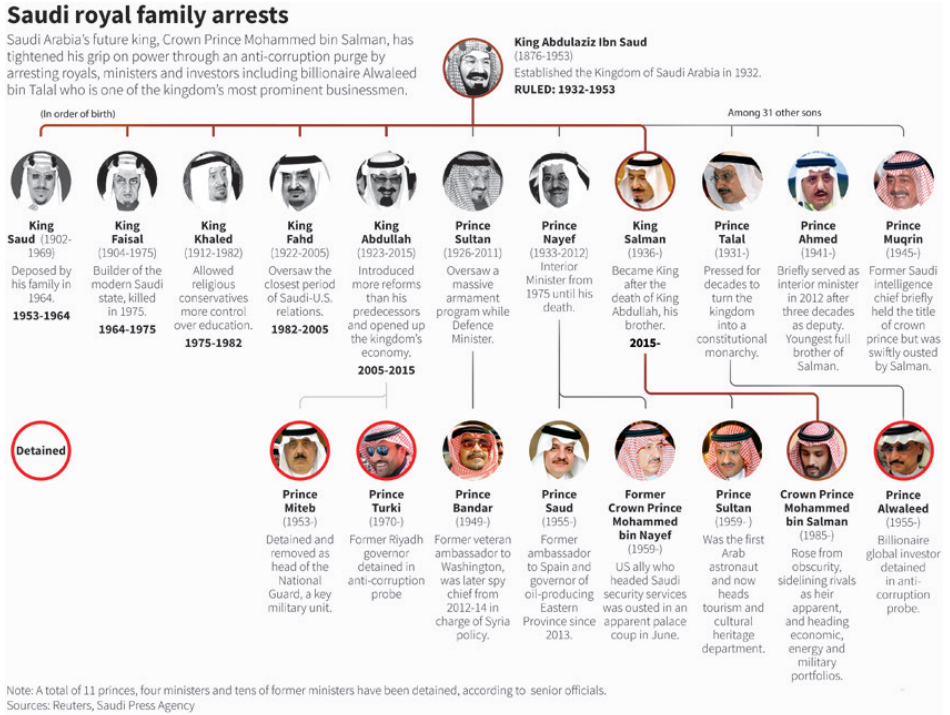 Saudi royal family arrests
Saudi Arabia's future king, Crown Prince Mohammed bin Salman, has
tightened his grip on power through an anti-corruption purge by
arresting royals, ministers and investors including billionaire Alwaleed
bin Talal who is one of the kingdom's most prominent businessmen.
King Abdulaziz Ibn Saud
(1876-1953)
Established the Kingdom of Saudi Arabia in 1932.
RULED: 1932-1953
(In order of birth)
Among 31 other sons
King
Saud (1902-
1969)
Deposed by
his family in
1964.
1953-1964
King
Faisal
(1904-1975)
Builder of the
modern Saudi
state, killed
in 1975.
1964-1975
King
Khaled
(1912-1982)
Allowed
religious
conservatives
more control
over education.
1975-1982
King
Fahd
(1922-2005)
Oversaw the
closest period
of Saudi-U.S.
relations.
1982-2005
King
Abdullah
(1923-2015)
Introduced
more reforms
than his
predecessors
and opened up
the kingdom's
economy.
2005-2015
Prince
Sultan
(1926-2011)
Oversaw a
massive
armament
program while
Defence
Minister.
Prince
Nayef
(1933-2012)
Interior
Minister from
1975 until his
death.
King
Salman
(1936-)
Became King
after the
death of King
Abdullah, his
brother.
2015-
Prince
Talal
(1931-)
Pressed for
decades to
turn the
kingdom
into a
constitutional
monarchy.
Prince
Ahmed
(1941-)
Briefly served as
interior minister
in 2012 after
three decades
as deputy.
Youngest full
brother of
Salman.
Prince
Muqrin
(1945-)
Former Saudi
intelligence
chief briefly
held the title
of crown
prince but was
swiftly ousted
by Salman.
Detained
Prince
Miteb
(1953-)
Detained and
removed as
head of the
National
Guard, a key
military unit.
Prince
Turki
(1970-)
Former Riyadh
governor
detained in
anti-corruption
probe
Prince
Bandar
(1949-)
Former veteran
ambassador to
Washington,
was later spy
chief from
2012-14 in
charge of Syria
policy.
Prince
Saud
(1955-)
Former
ambassador
to Spain and
governor of
oil-producing
Eastern
Province since
2013.
Former
Crown Prince
Mohammed
bin Nayef
(1959-)
US ally who
headed Saudi
security services
was ousted in an
apparent palace
coup in June.
Prince
Sultan
(1959- )
Was the first
Arab
astronaut
and now
heads
tourism and
cultural
heritage
department.
Crown Prince
Mohammed
bin Salman
(1985-)
Rose from
obscurity,
sidelining rivals
as heir
apparent,
and heading
economic,
energy and
military
portfolios.
Prince
Alwaleed
(1955-)
Billionaire
global investor
detained
in anti-
corruption
probe.
Note: A total of 11 princes, four ministers and tens of former ministers have been detained, according to senior officials.
Sources: Reuters, Saudi Press Agency